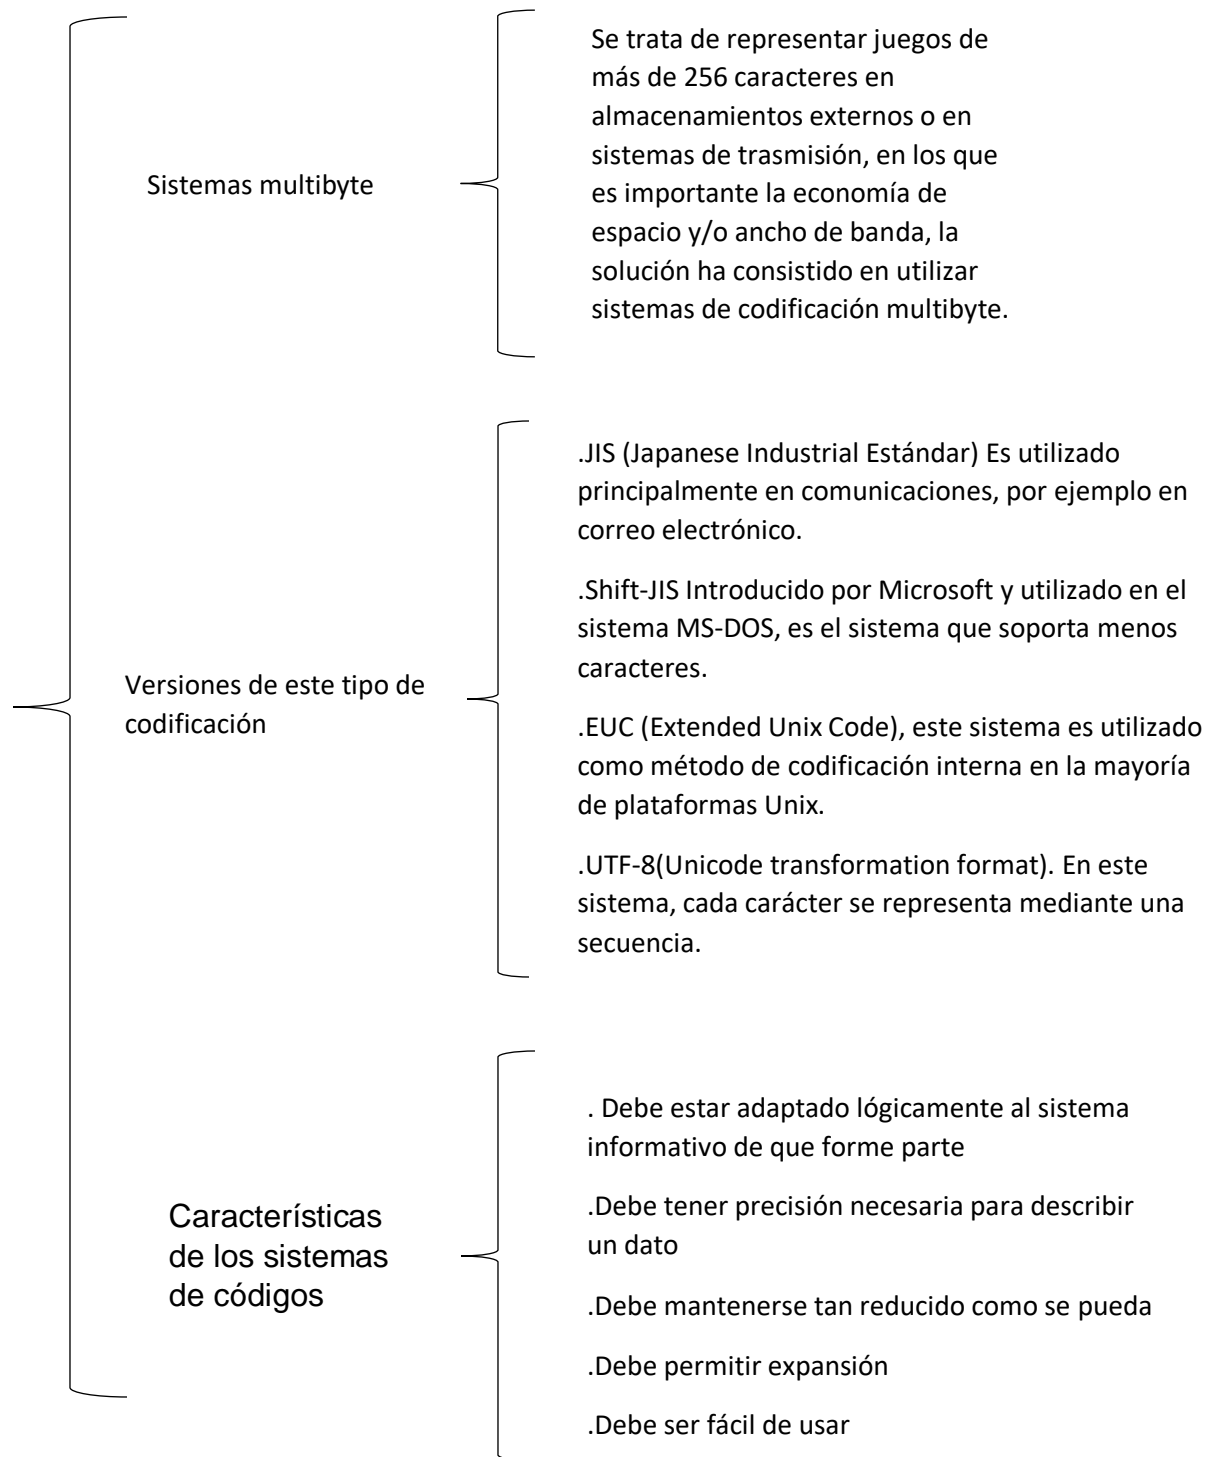 Sistemas multibyte
Se trata de representar juegos de
más de 256 caracteres en
almacenamientos externos o en
sistemas de trasmisión, en los que
es importante la economía de
espacio y/o ancho de banda, la
solución ha consistido en utilizar
sistemas de codificación multibyte.
Versiones de este tipo de
codificación
.JIS (Japanese Industrial Estándar) Es utilizado
principalmente en comunicaciones, por ejemplo en
correo electrónico.
.Shift-JIS Introducido por Microsoft y utilizado en el
sistema MS-DOS, es el sistema que soporta menos
caracteres.
.EUC (Extended Unix Code), este sistema es utilizado
como método de codificación interna en la mayoría
de plataformas Unix.
.UTF-8(Unicode transformation format). En este
sistema, cada carácter se representa mediante una
secuencia.
Características
de los sistemas
de códigos
. Debe estar adaptado lógicamente al sistema
informativo de que forme parte
.Debe tener precisión necesaria para describir
un dato
.Debe mantenerse tan reducido como se pueda
.Debe permitir expansión
.Debe ser fácil de usar